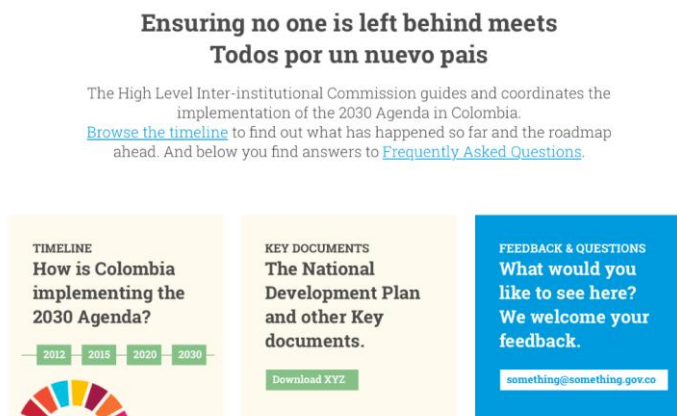 Ensuring no one is left behind meets
Todos por un nuevo pais
The High Level Inter-institutional Commission guides and coordinates the
implementation of the 2030 Agenda in Colombia.
Browse the timeline to find out what has happened so far and the roadmap
ahead. And below you find answers to Frequently Asked Questions.
TIMELINE
How is Colombia
implementing the
2030 Agenda?
2012 2015 2020 2030
KEY DOCUMENTS
The National
Development Plan
and other Key
documents.
Download XYZ
FEEDBACK & QUESTIONS
What would you
like to see here?
We welcome your
feedback.
something@something.gov.co